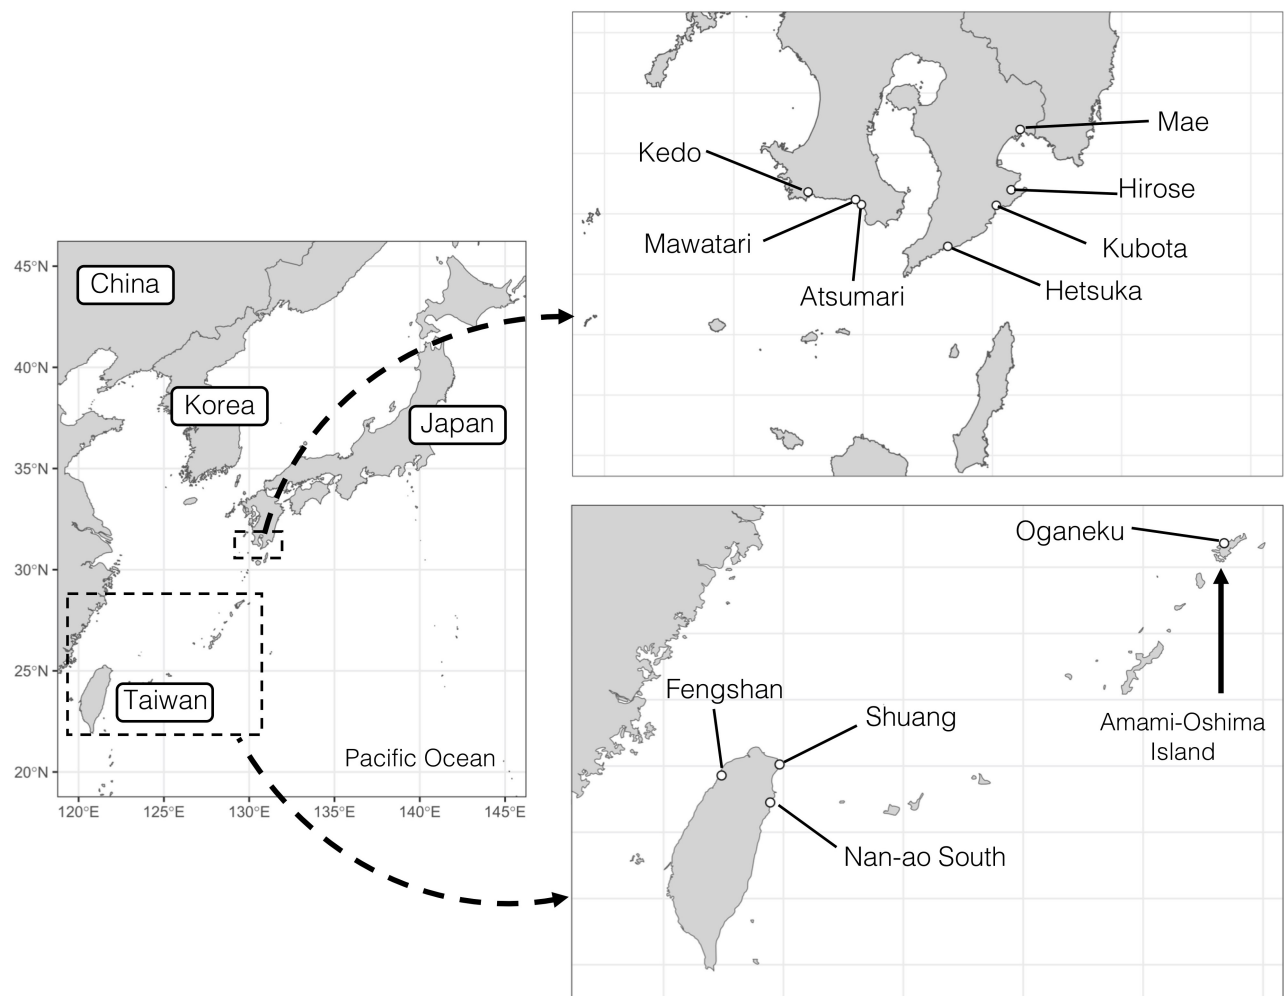 Mae
Kedo
Hirose
Mawatari
Kubota
Atsumari
Hetsuka
45°N
China
40°N
Korea
Japan
35°N
30°N
25°N
Taiwan
Pacific Ocean
20°N
120°E
125°E
130°E
135°E
140°E
145°E
Oganeku
Fengshan
Shuang
Amami-Oshima
Island
Nan-ao South